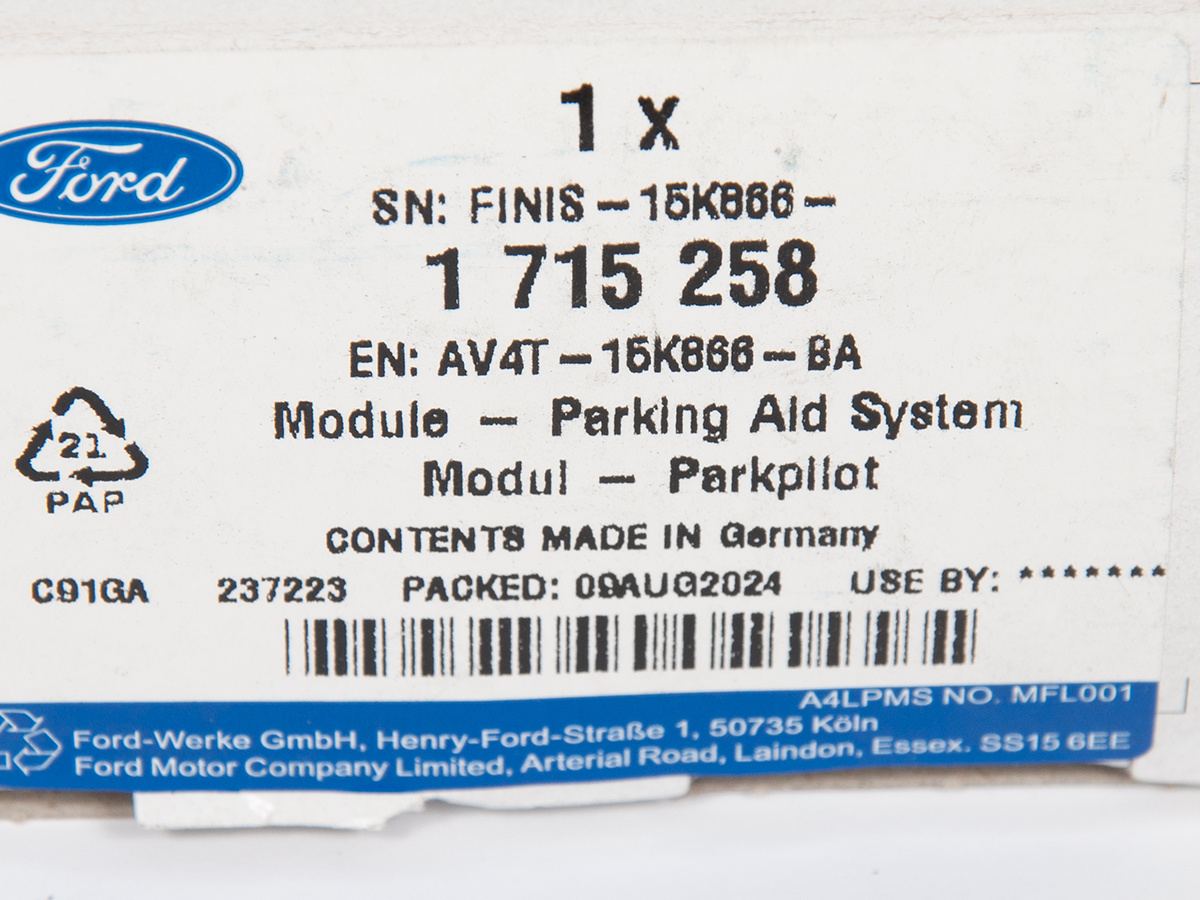 1 x
Ford
SN: FINIS – 15K866 –
1 715 258
EN: AV4T – 15K866 – BA
Module – Parking Aid System
21
Modul – Parkpilot
PAP
CONTENTS MADE IN Germany
C91GA 237223 PACKED: 09AUG2024 USE BY: *******
A4LPMS NO. MFL001
Ford-Werke GmbH, Henry-Ford-Straße 1, 50735 Köln
Ford Motor Company Limited, Arterial Road, Laindon, Essex. SS15 6EE